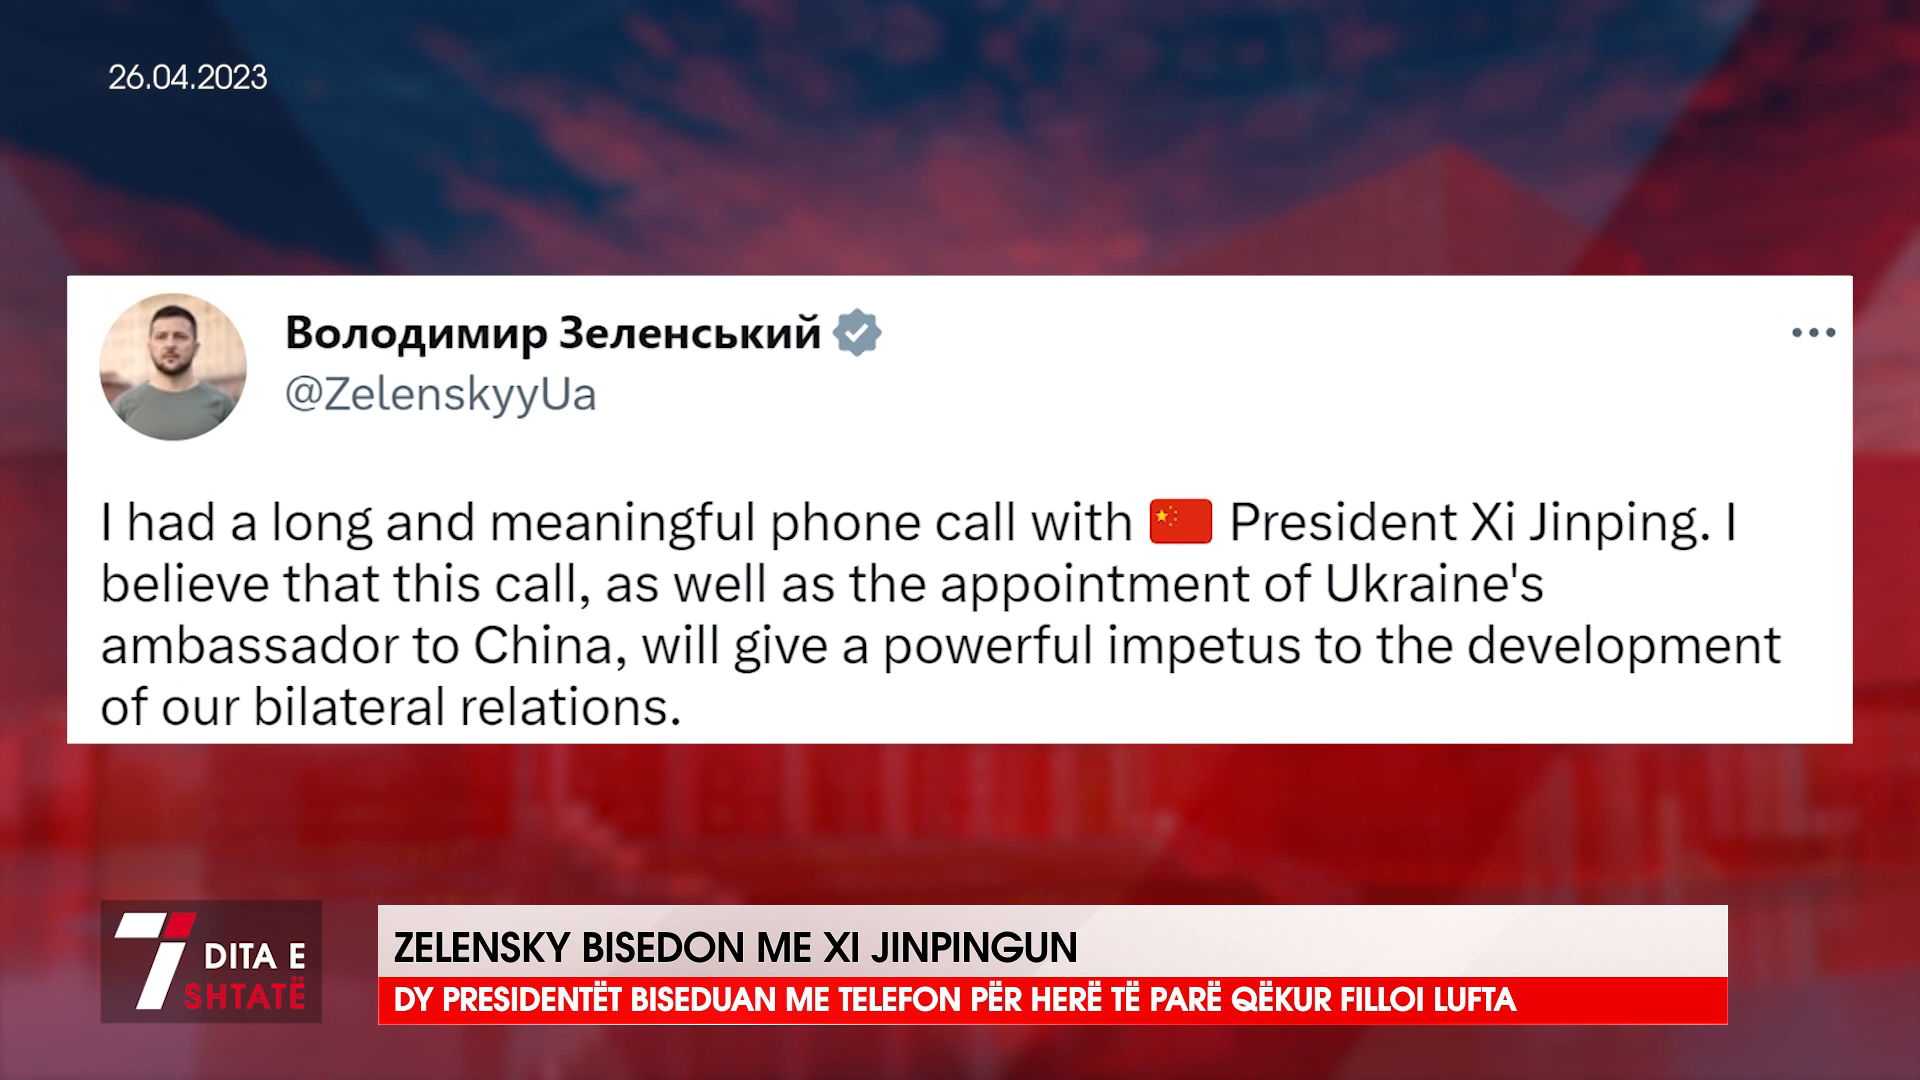 26.04.2023
Володимир Зеленський
@ZelenskyyUa
I had a long and meaningful phone call with 🇨🇳 President Xi Jinping. I
believe that this call, as well as the appointment of Ukraine's
ambassador to China, will give a powerful impetus to the development
of our bilateral relations.
7 DITA E
SHTATË
ZELENSKY BISEDON ME XI JINPINGUN
DY PRESIDENTËT BISEDUAN ME TELEFON PËR HERË TË PARË QËKUR FILLOI LUFTA